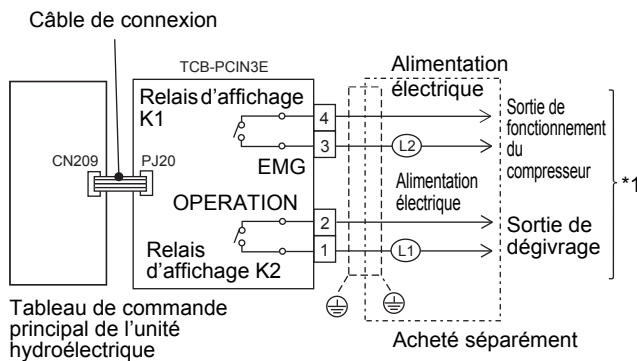 Câble de connexion
TCB-PCIN3E
Alimentation
électrique
Relais d'affichage
K1
4
3
L2
EMG
Sortie de
fonctionnement
du
compresseur
*1
CN209
PJ20
OPERATION
Alimentation
électrique
2
1
L1
Sortie de
dégivrage
Relais
d'affichage K2
Tableau de commande
principal de l'unité
hydroélectrique
Acheté séparément